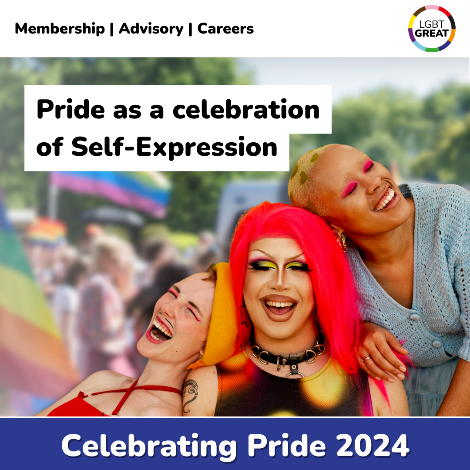 Membership | Advisory | Careers
LGBT
GREAT
Pride as a celebration
of Self-Expression
Celebrating Pride 2024